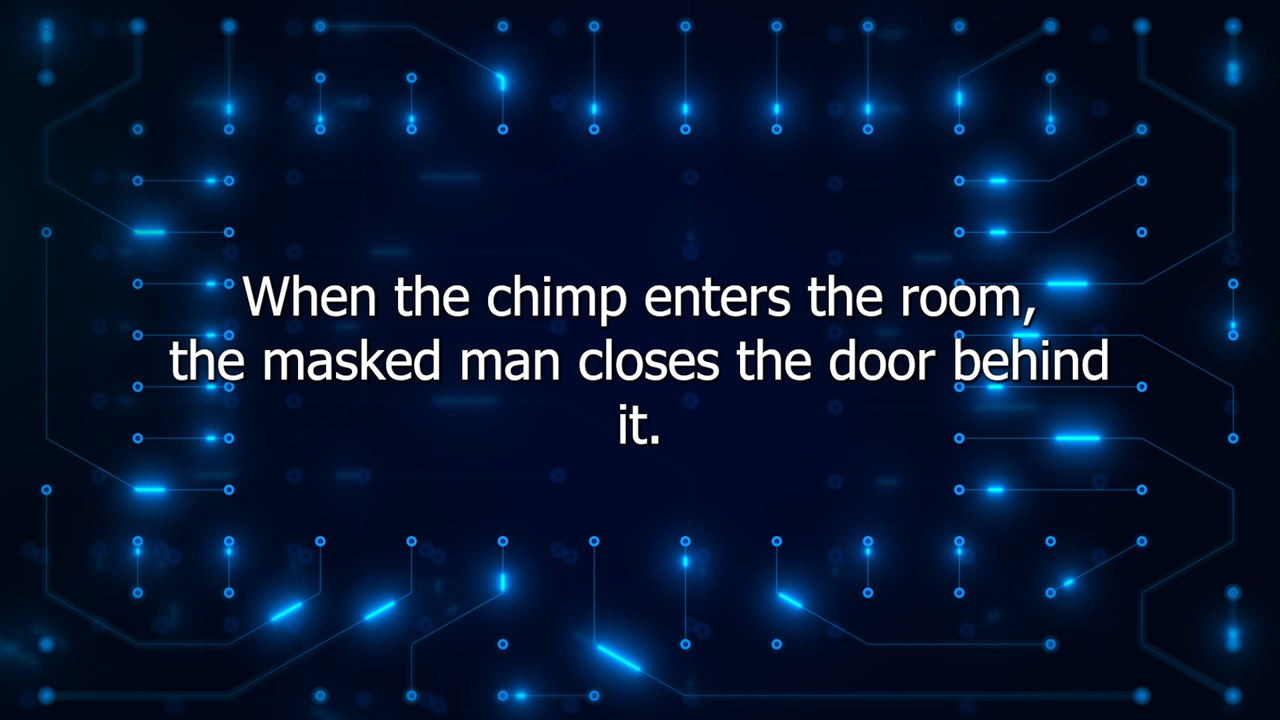 When the chimp enters the room,
the masked man closes the door behind
it.